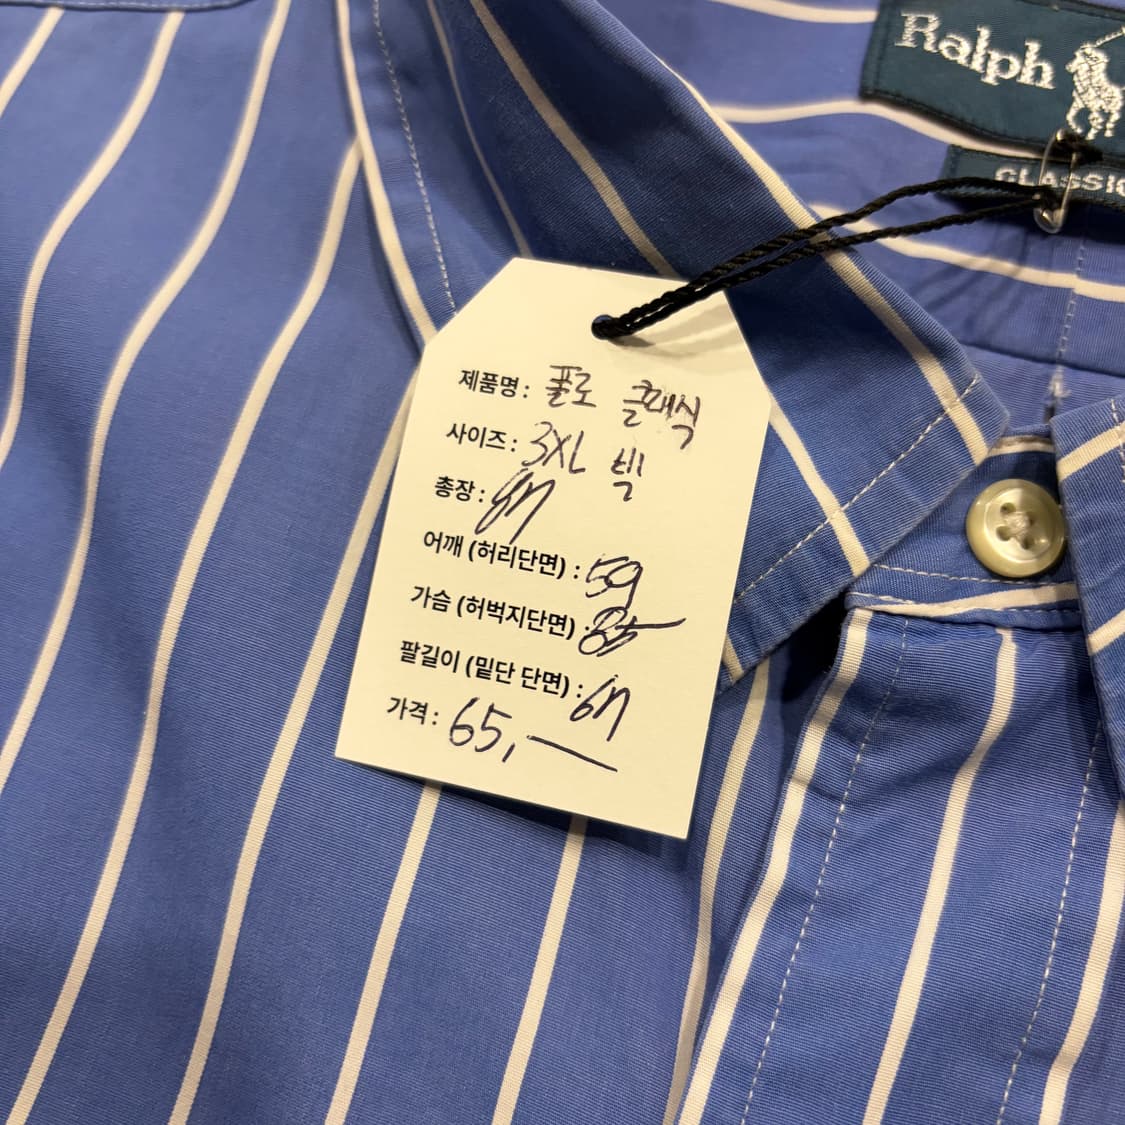 Ralph
CLASSIC
제품명: 폴로 클래식
사이즈: 3XL 빅
총장: 87
어깨 (허리단면) : 59
가슴 (허벅지단면) : 85
팔길이 (밑단 단면) : 67
가격: 65,—